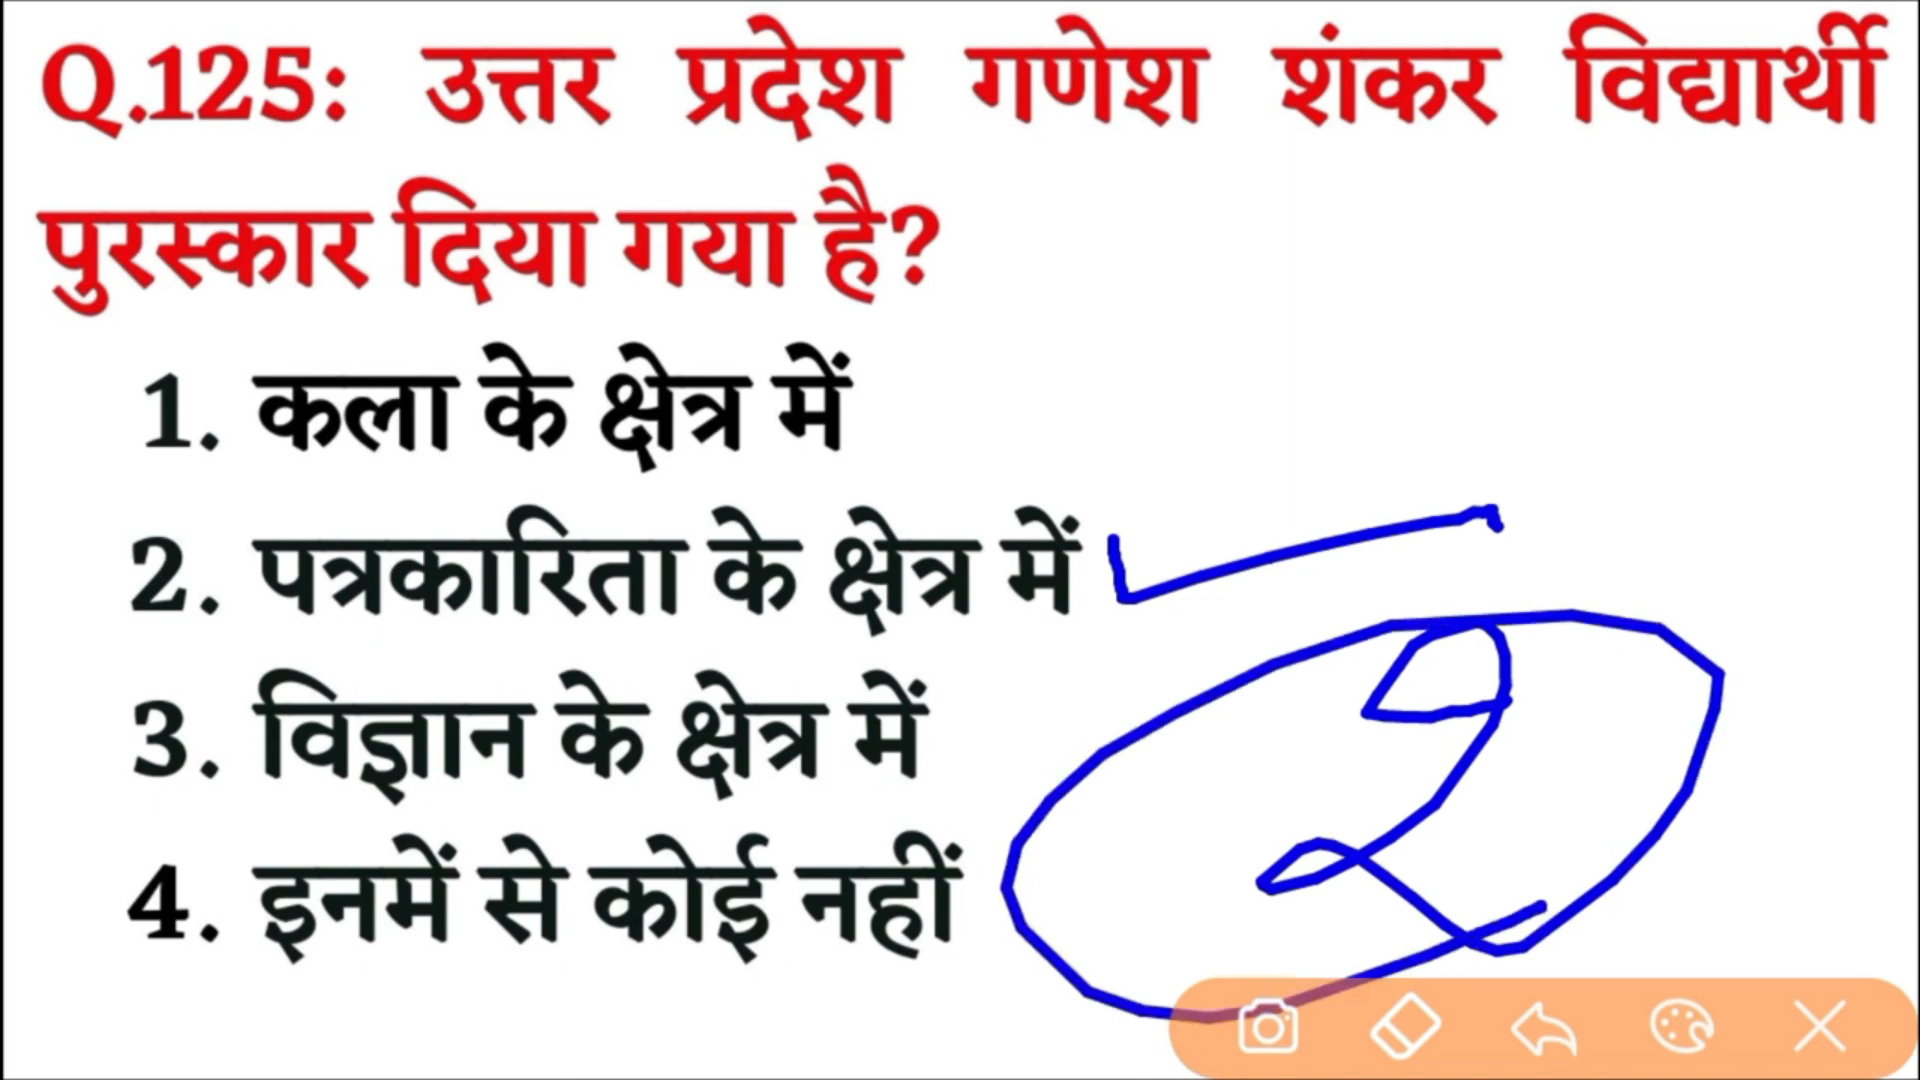 Q.125: उत्तर प्रदेश गणेश शंकर विद्यार्थी
पुरस्कार दिया गया है?
1. कला के क्षेत्र में
2. पत्रकारिता के क्षेत्र में
3. विज्ञान के क्षेत्र में
4. इनमें से कोई नहीं
2